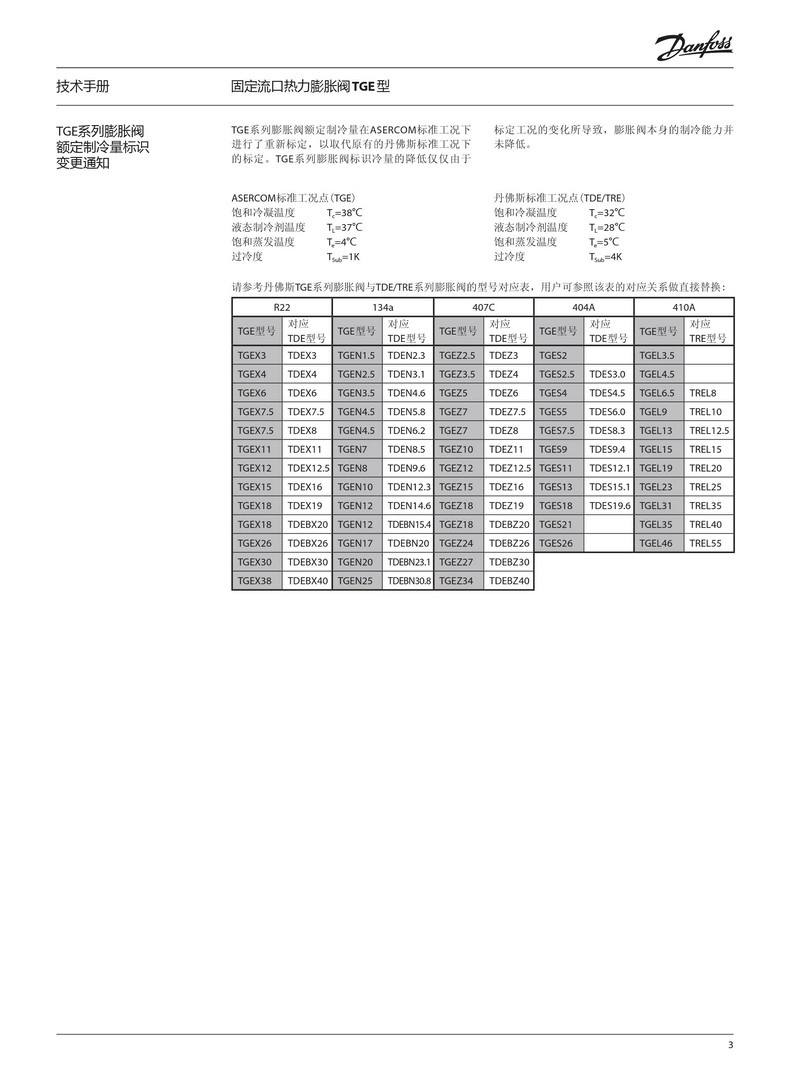 Danfoss
技术手册
固定流口热力膨胀阀TGE型
TGE系列膨胀阀
额定制冷量标识
变更通知
TGE系列膨胀阀额定制冷量在ASERCOM标准工况下
进行了重新标定，以取代原有的丹佛斯标准工况下
的标定。TGE系列膨胀阀标识冷量的降低仅仅由于
标定工况的变化所导致，膨胀阀本身的制冷能力并
未降低。
ASERCOM标准工况点（TGE）
饱和冷凝温度 Tc=38℃
液态制冷剂温度 TL=37℃
饱和蒸发温度 Te=4℃
过冷度 TSub=1K
丹佛斯标准工况点（TDE/TRE）
饱和冷凝温度 Tc=32℃
液态制冷剂温度 TL=28℃
饱和蒸发温度 Te=5℃
过冷度 TSub=4K
请参考丹佛斯TGE系列膨胀阀与TDE/TRE系列膨胀阀的型号对应表，用户可参照该表的对应关系做直接替换：
R22 134a 407C 404A 410A
TGE型号 对应TDE型号 TGE型号 对应TDE型号 TGE型号 对应TDE型号 TGE型号 对应TDE型号 TGE型号 对应TRE型号
TGEX3 TDEX3 TGEN1.5 TDEN2.3 TGEZ2.5 TDEZ3 TGES2 TGEL3.5
TGEX4 TDEX4 TGEN2.5 TDEN3.1 TGEZ3.5 TDEZ4 TGES2.5 TDES3.0 TGEL4.5
TGEX6 TDEX6 TGEN3.5 TDEN4.6 TGEZ5 TDEZ6 TGES4 TDES4.5 TGEL6.5 TREL8
TGEX7.5 TDEX7.5 TGEN4.5 TDEN5.8 TGEZ7 TDEZ7.5 TGES5 TDES6.0 TGEL9 TREL10
TGEX7.5 TDEX8 TGEN4.5 TDEN6.2 TGEZ7 TDEZ8 TGES7.5 TDES8.3 TGEL13 TREL12.5
TGEX11 TDEX11 TGEN7 TDEN8.5 TGEZ10 TDEZ11 TGES9 TDES9.4 TGEL15 TREL15
TGEX12 TDEX12.5 TGEN8 TDEN9.6 TGEZ12 TDEZ12.5 TGES11 TDES12.1 TGEL19 TREL20
TGEX15 TDEX16 TGEN10 TDEN12.3 TGEZ15 TDEZ16 TGES13 TDES15.1 TGEL23 TREL25
TGEX18 TDEX19 TGEN12 TDEN14.6 TGEZ18 TDEZ19 TGES18 TDES19.6 TGEL31 TREL35
TGEX18 TDEBX20 TGEN12 TDEBN15.4 TGEZ18 TDEBZ20 TGES21 TGEL35 TREL40
TGEX26 TDEBX26 TGEN17 TDEBN20 TGEZ24 TDEBZ26 TGES26 TGEL46 TREL55
TGEX30 TDEBX30 TGEN20 TDEBN23.1 TGEZ27 TDEBZ30
TGEX38 TDEBX40 TGEN25 TDEBN30.8 TGEZ34 TDEBZ40
3